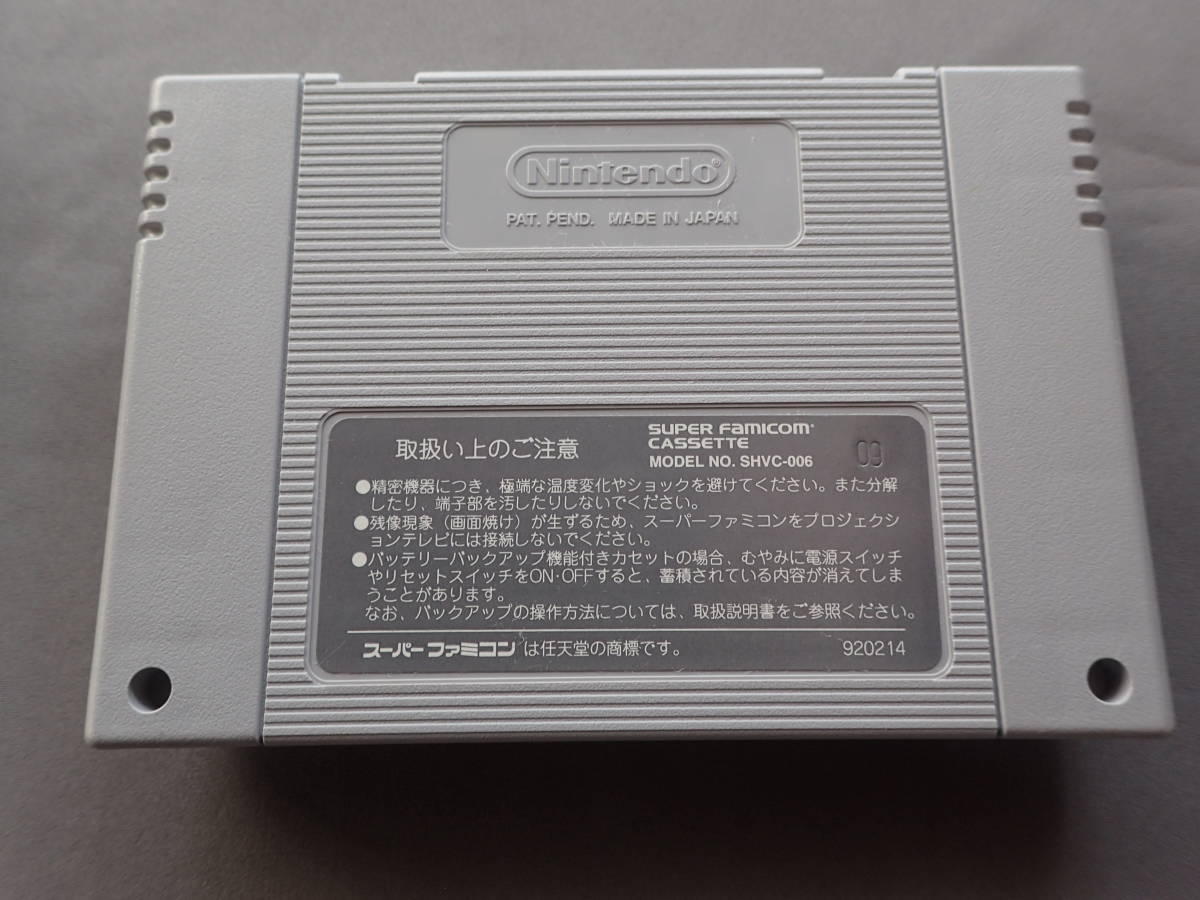 Nintendo®
PAT. PEND. MADE IN JAPAN
取扱い上のご注意
SUPER FAMICOM®
CASSETTE
MODEL NO. SHVC-006
09
●精密機器につき、極端な温度変化やショックを避けてください。また分解
したり、端子部を汚したりしないでください。
●残像現象（画面焼け）が生ずるため、スーパーファミコンをプロジェクシ
ョンテレビには接続しないでください。
●バッテリーバックアップ機能付きカセットの場合、むやみに電源スイッチ
やリセットスイッチをON・OFFすると、蓄積されている内容が消えてしま
うことがあります。
なお、バックアップの操作方法については、取扱説明書をご参照ください。
スーパーファミコンは任天堂の商標です。
920214